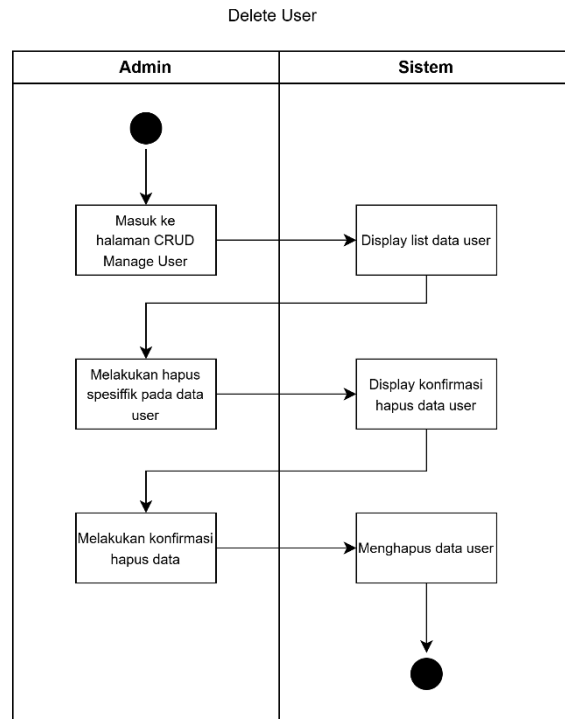 Delete User
Admin
Sistem
Masuk ke
halaman CRUD
Manage User
Display list data user
Melakukan hapus
spesiffik pada data
user
Display konfirmasi
hapus data user
Melakukan konfirmasi
hapus data
Menghapus data user